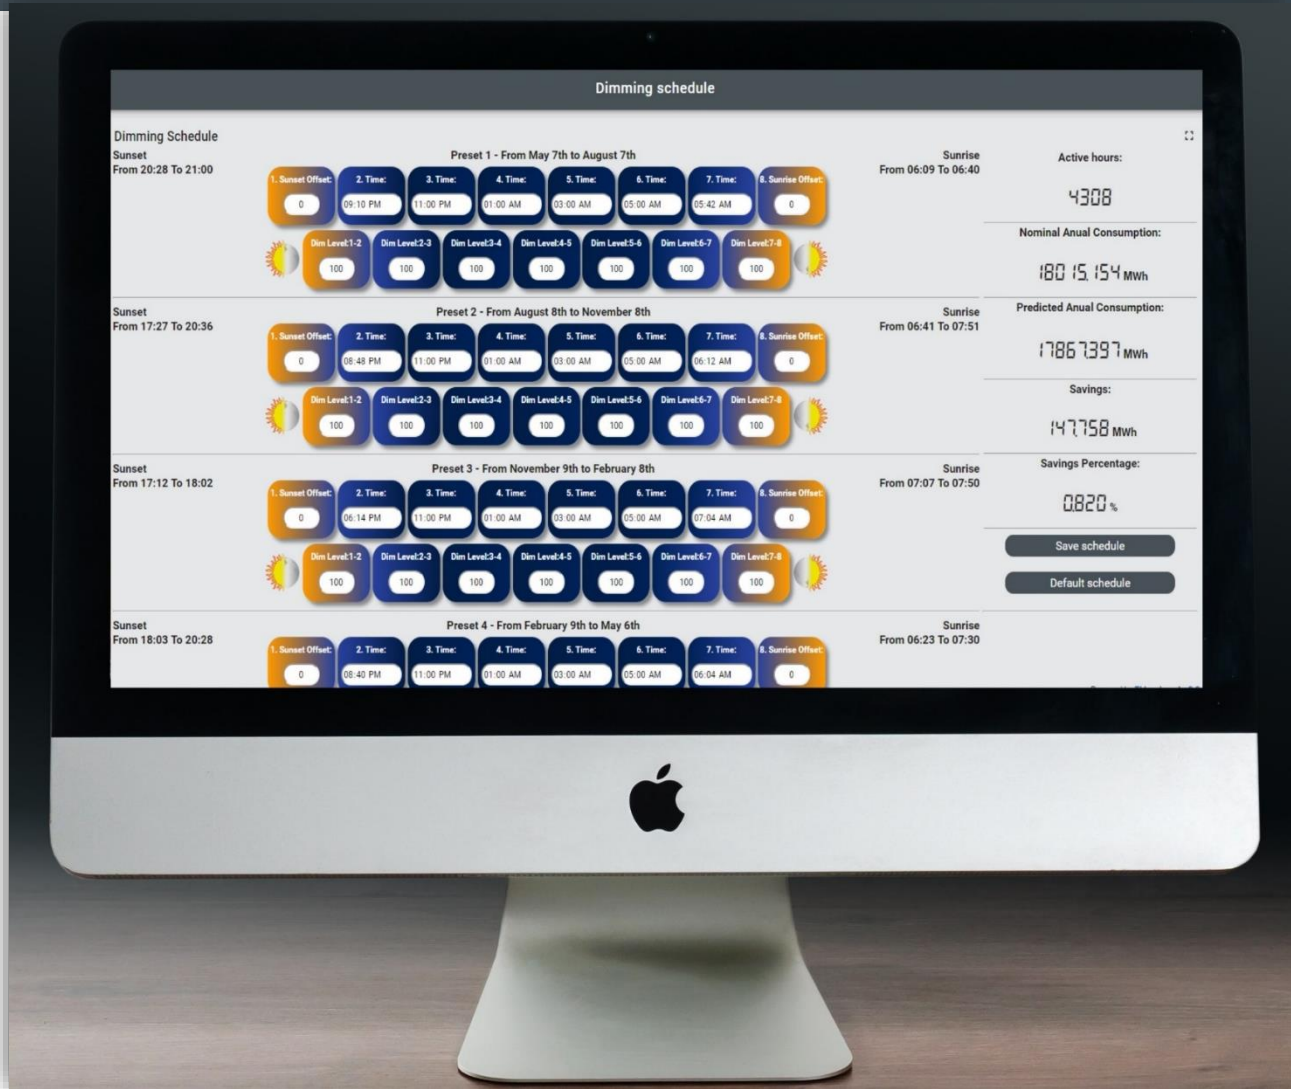 Dimming schedule
Dimming Schedule
Sunset
From 20:28 To 21:00
Preset 1 - From May 7th to August 7th
Sunrise
From 06:09 To 06:40
1. Sunset Offset: 2. Time: 3. Time: 4. Time: 5. Time: 6. Time: 7. Time: 8. Sunrise Offset:
0 09:10 PM 11:00 PM 01:00 AM 03:00 AM 05:00 AM 05:42 AM 0
Dim Level:1-2 Dim Level:2-3 Dim Level:3-4 Dim Level:4-5 Dim Level:5-6 Dim Level:6-7 Dim Level:7-8
100 100 100 100 100 100 100
Sunset
From 17:27 To 20:36
Preset 2 - From August 8th to November 8th
Sunrise
From 06:41 To 07:51
1. Sunset Offset: 2. Time: 3. Time: 4. Time: 5. Time: 6. Time: 7. Time: 8. Sunrise Offset:
0 08:48 PM 11:00 PM 01:00 AM 03:00 AM 05:00 AM 06:12 AM 0
Dim Level:1-2 Dim Level:2-3 Dim Level:3-4 Dim Level:4-5 Dim Level:5-6 Dim Level:6-7 Dim Level:7-8
100 100 100 100 100 100 100
Sunset
From 17:12 To 18:02
Preset 3 - From November 9th to February 8th
Sunrise
From 07:07 To 07:50
1. Sunset Offset: 2. Time: 3. Time: 4. Time: 5. Time: 6. Time: 7. Time: 8. Sunrise Offset:
0 06:14 PM 11:00 PM 01:00 AM 03:00 AM 05:00 AM 07:04 AM 0
Dim Level:1-2 Dim Level:2-3 Dim Level:3-4 Dim Level:4-5 Dim Level:5-6 Dim Level:6-7 Dim Level:7-8
100 100 100 100 100 100 100
Sunset
From 18:03 To 20:28
Preset 4 - From February 9th to May 6th
Sunrise
From 06:23 To 07:30
1. Sunset Offset: 2. Time: 3. Time: 4. Time: 5. Time: 6. Time: 7. Time: 8. Sunrise Offset:
0 08:40 PM 11:00 PM 01:00 AM 03:00 AM 05:00 AM 06:04 AM 0
Active hours:
4308
Nominal Anual Consumption:
18015,154 MWh
Predicted Anual Consumption:
17867,397 MWh
Savings:
147,758 MWh
Savings Percentage:
0.820 %
Save schedule
Default schedule